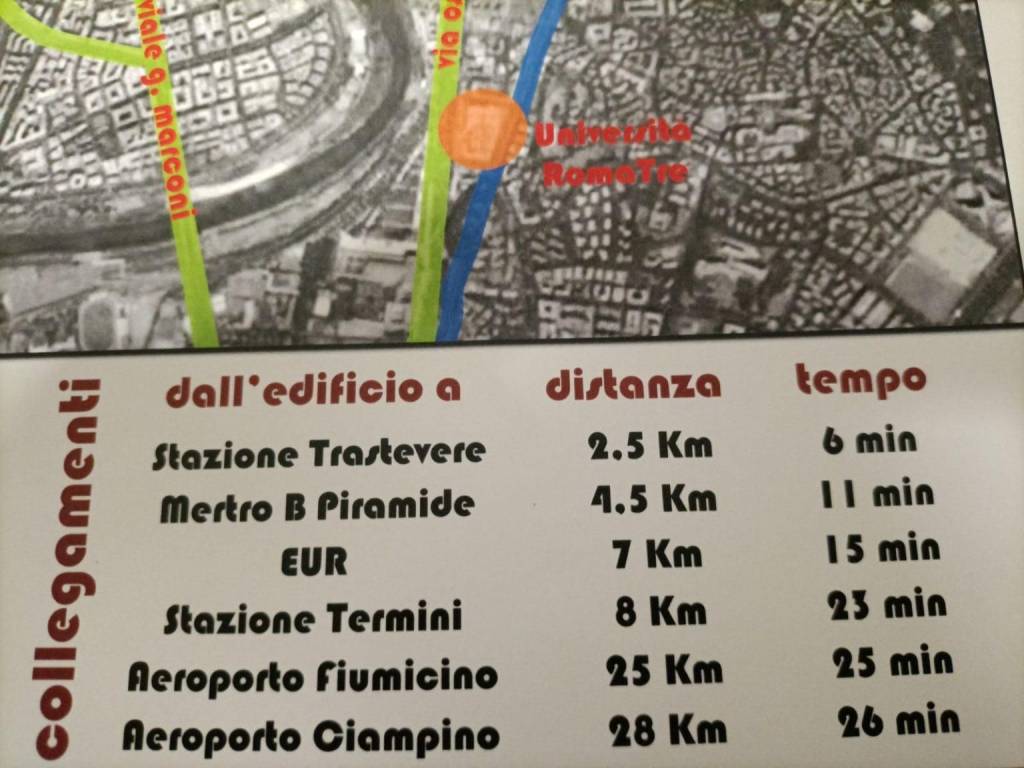 viale g. marconi
via
Università
RomaTre
collegamenti
dall'edificio a distanza tempo
Stazione Trastevere 2.5 Km 6 min
Mertro B Piramide 4.5 Km 11 min
EUR 7 Km 15 min
Stazione Termini 8 Km 23 min
Aeroporto Fiumicino 25 Km 25 min
Aeroporto Ciampino 28 Km 26 min